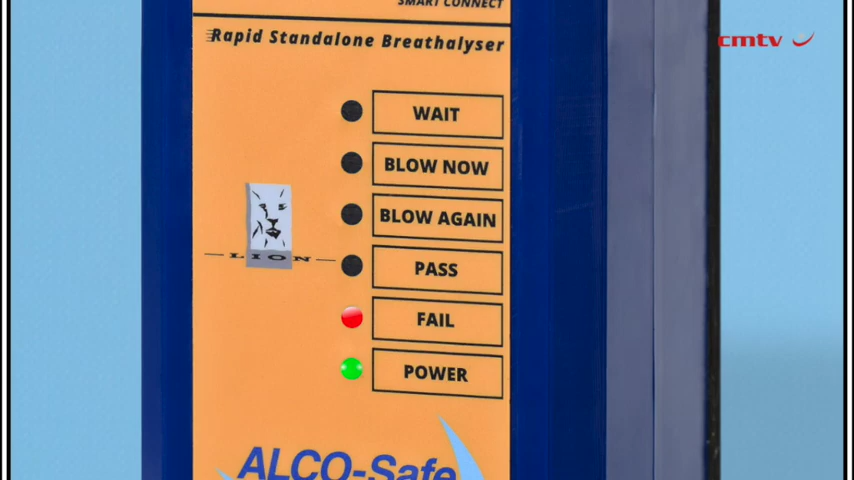 SMART CONNECT
Rapid Standalone Breathalyser
cmtv
WAIT
BLOW NOW
BLOW AGAIN
LION
PASS
FAIL
POWER
ALCO-Safe